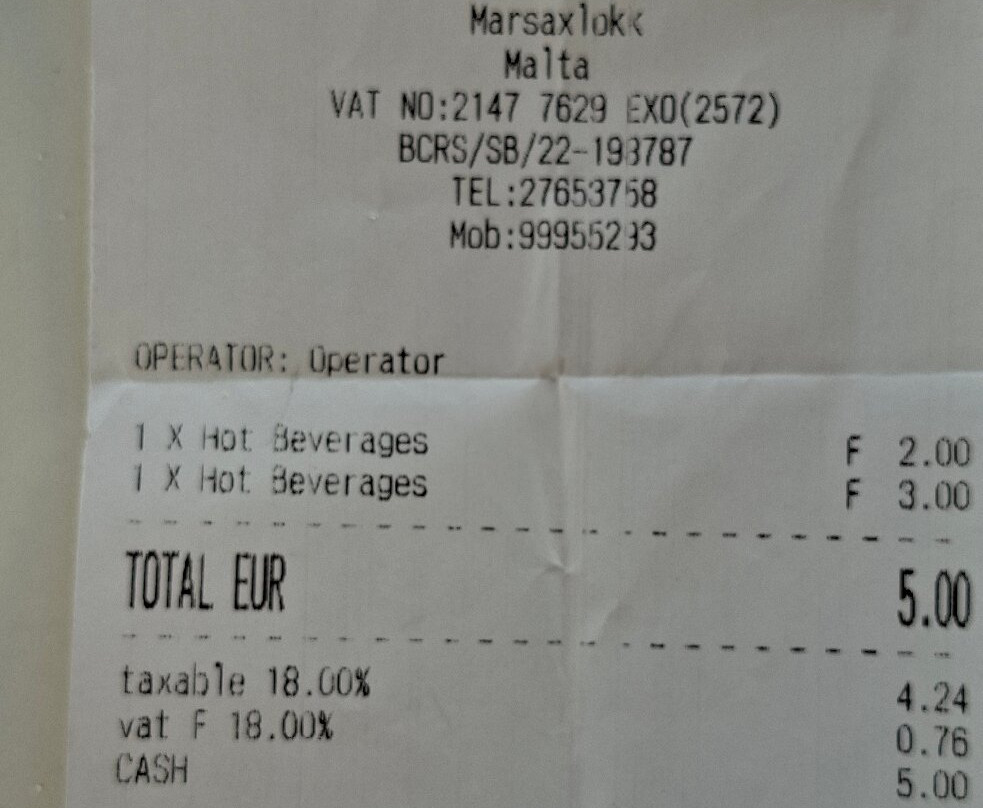 Marsaxlokk
Malta
VAT NO:2147 7629 EXO(2572)
BCRS/SB/22-193787
TEL:27653758
Mob:99955293
OPERATOR: Operator
1 X Hot Beverages F 2.00
1 X Hot Beverages F 3.00
TOTAL EUR 5.00
taxable 18.00% 4.24
vat F 18.00% 0.76
CASH 5.00